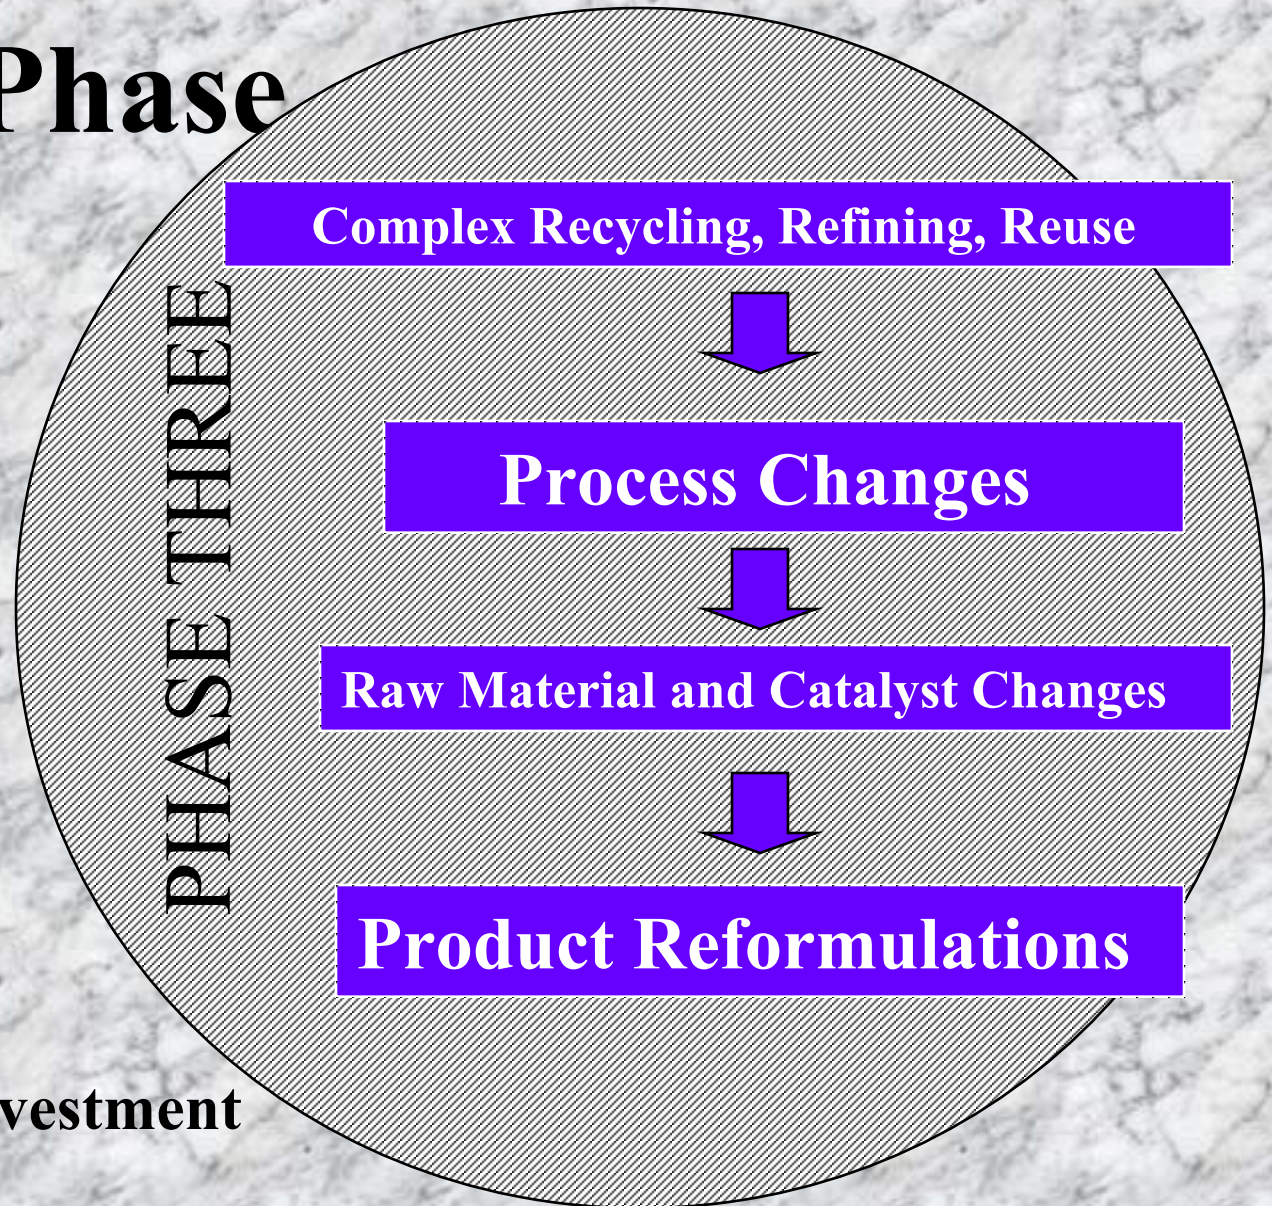 Phase
Complex Recycling, Refining, Reuse
PHASE THREE
Process Changes
Raw Material and Catalyst Changes
Product Reformulations
vestment